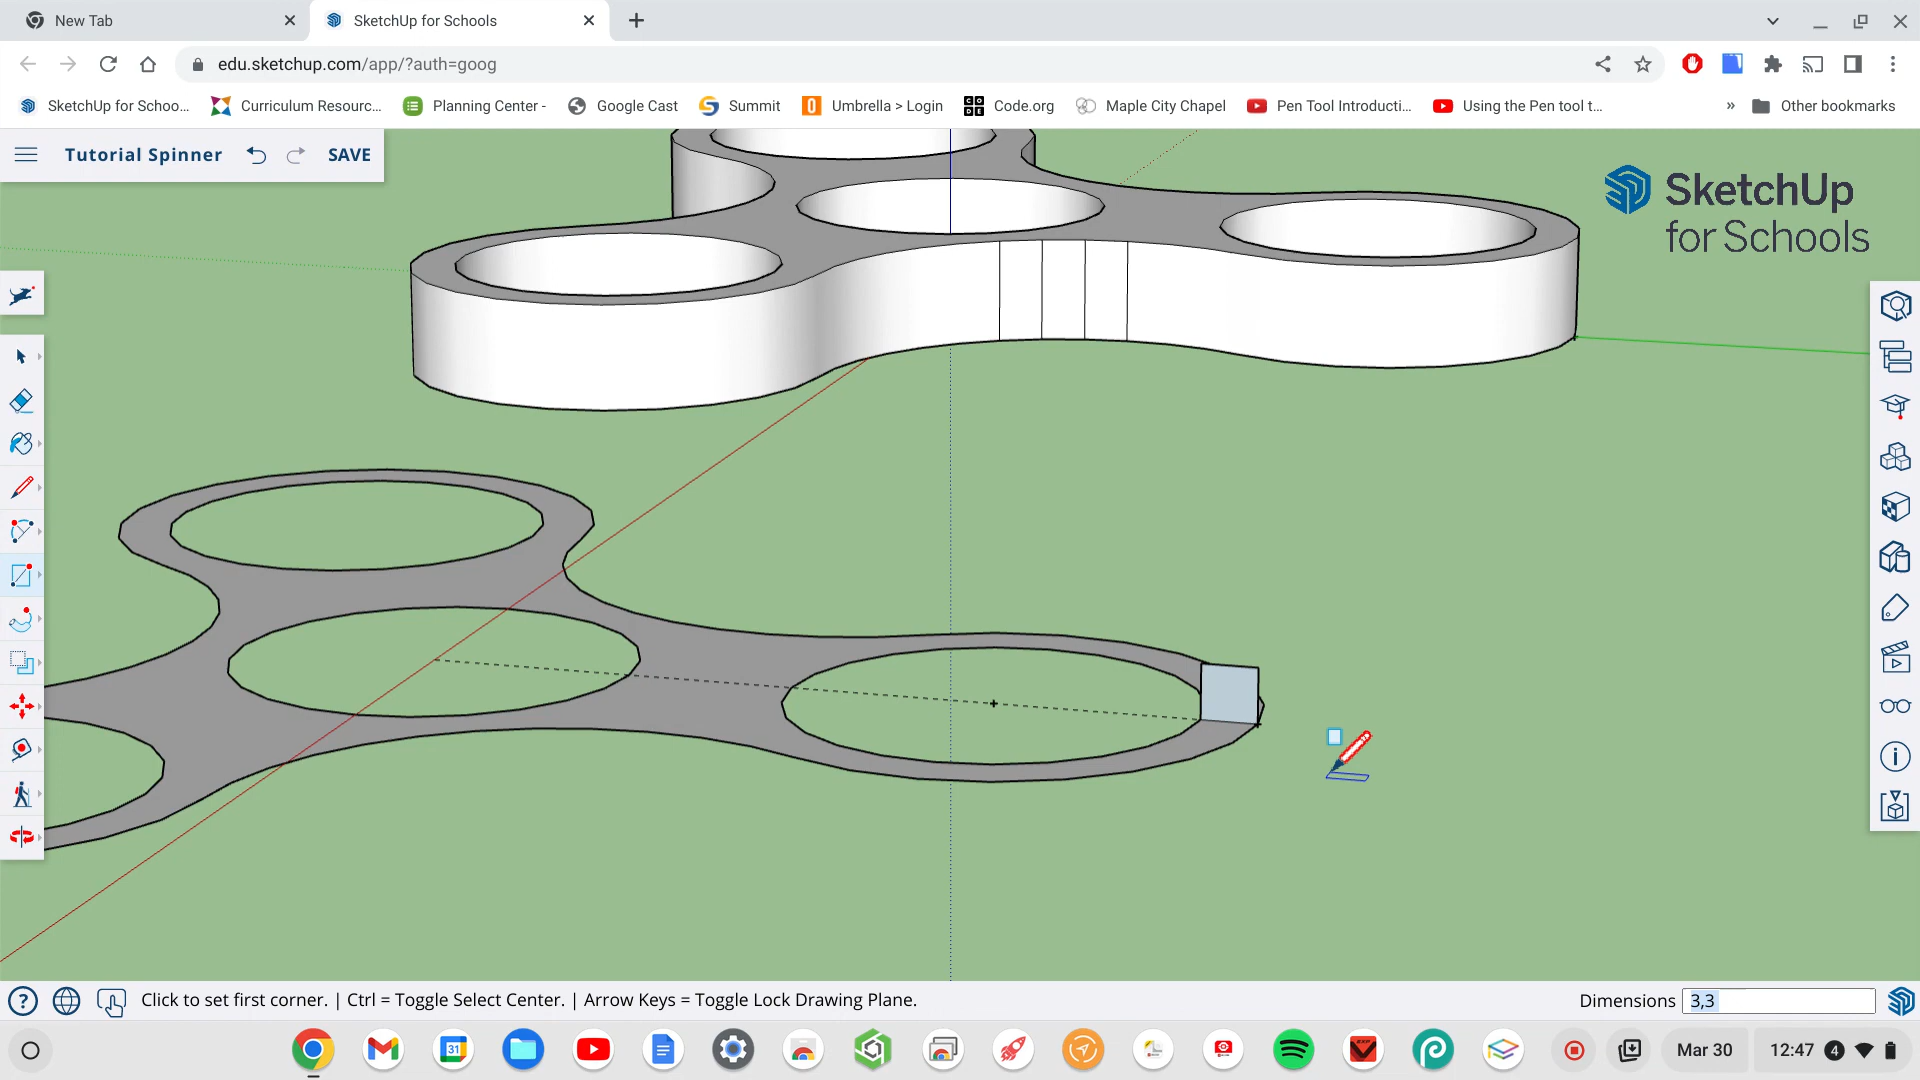 New Tab
SketchUp for Schools
edu.sketchup.com/app/?auth=goog
SketchUp for Schoo...
Curriculum Resourc...
Planning Center -
Google Cast
Summit
Umbrella > Login
CODE
Code.org
Maple City Chapel
Pen Tool Introducti...
Using the Pen tool t...
» Other bookmarks
Tutorial Spinner
SAVE
SketchUp
for Schools
Click to set first corner. | Ctrl = Toggle Select Center. | Arrow Keys = Toggle Lock Drawing Plane.
Dimensions
3,3
31
Mar 30
12:47
4